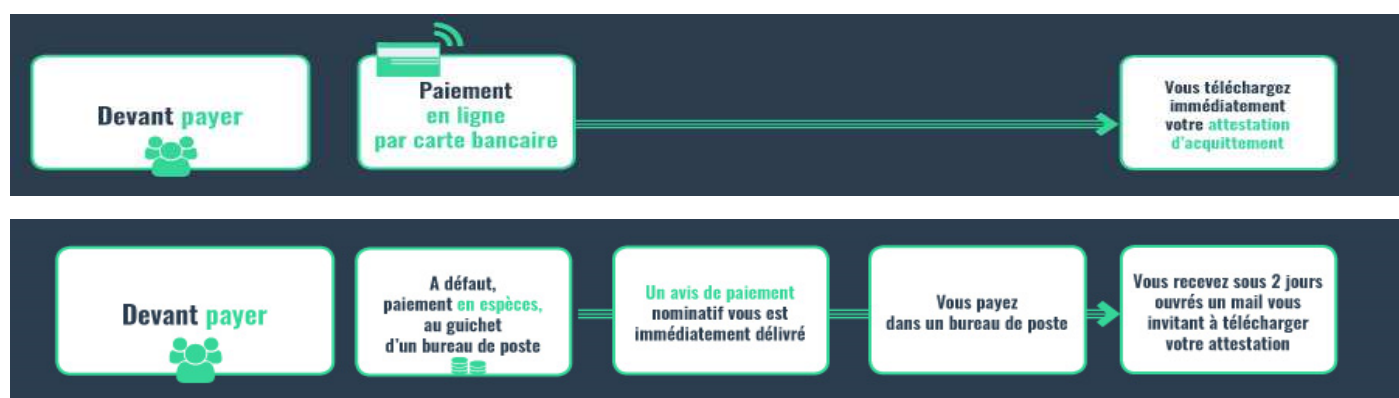 Devant payer
Paiement
en ligne
par carte bancaire
Vous téléchargez
immédiatement
votre attestation
d'acquittement
Devant payer
A défaut,
paiement en espèces,
au guichet
d'un bureau de poste
Un avis de paiement
nominatif vous est
immédiatement délivré
Vous payez
dans un bureau de poste
Vous recevez sous 2 jours
ouvrés un mail vous
invitant à télécharger
votre attestation